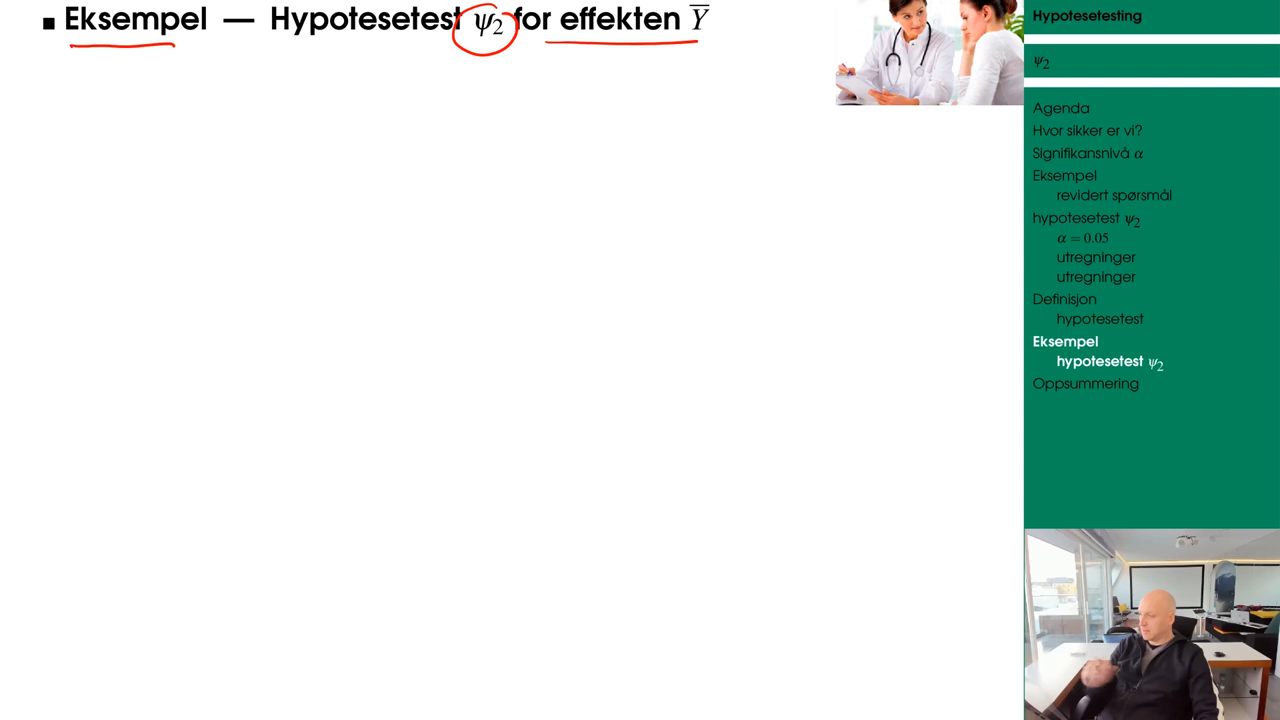 ▪ Eksempel — Hypotesetest ψ₂ for effekten Y̅
Hypotesetesting
ψ₂
Agenda
Hvor sikker er vi?
Signifikansnivå α
Eksempel
revidert spørsmål
hypotesetest ψ₂
α = 0.05
utregninger
utregninger
Definisjon
hypotesetest
Eksempel
hypotesetest ψ₂
Oppsummering